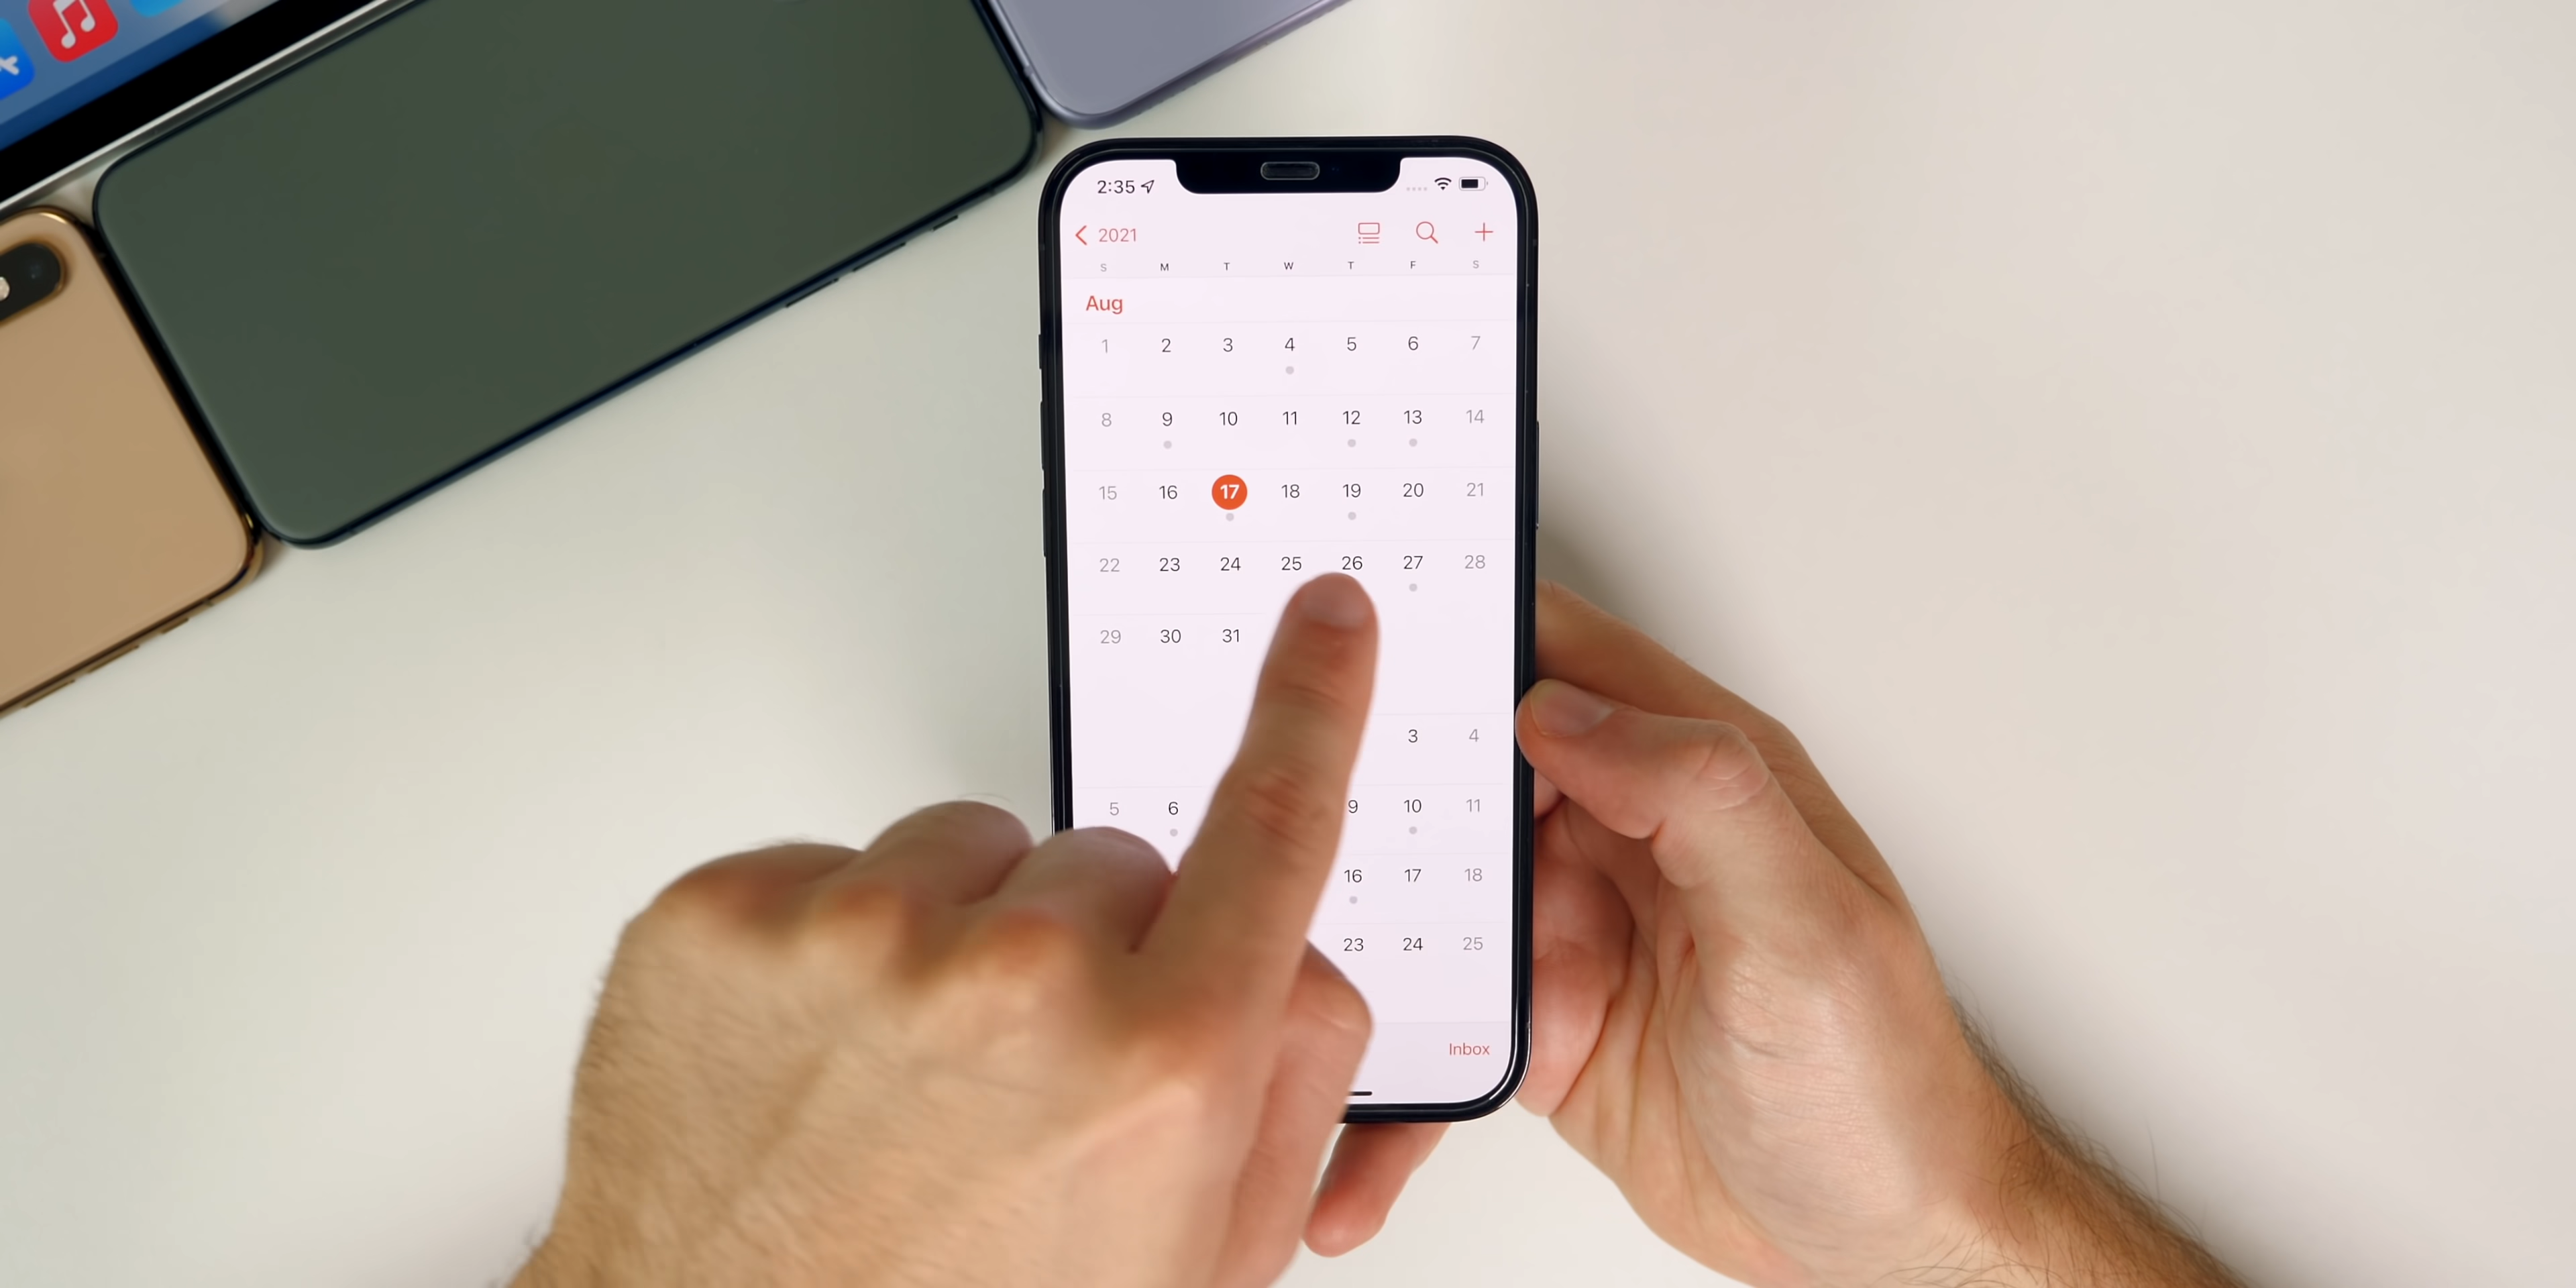 2:35
2021
S M T W T F S
Aug
1 2 3 4 5 6 7
8 9 10 11 12 13 14
15 16 17 18 19 20 21
22 23 24 25 26 27 28
29 30 31
3 4
5 6 9 10 11
16 17 18
23 24 25
Inbox